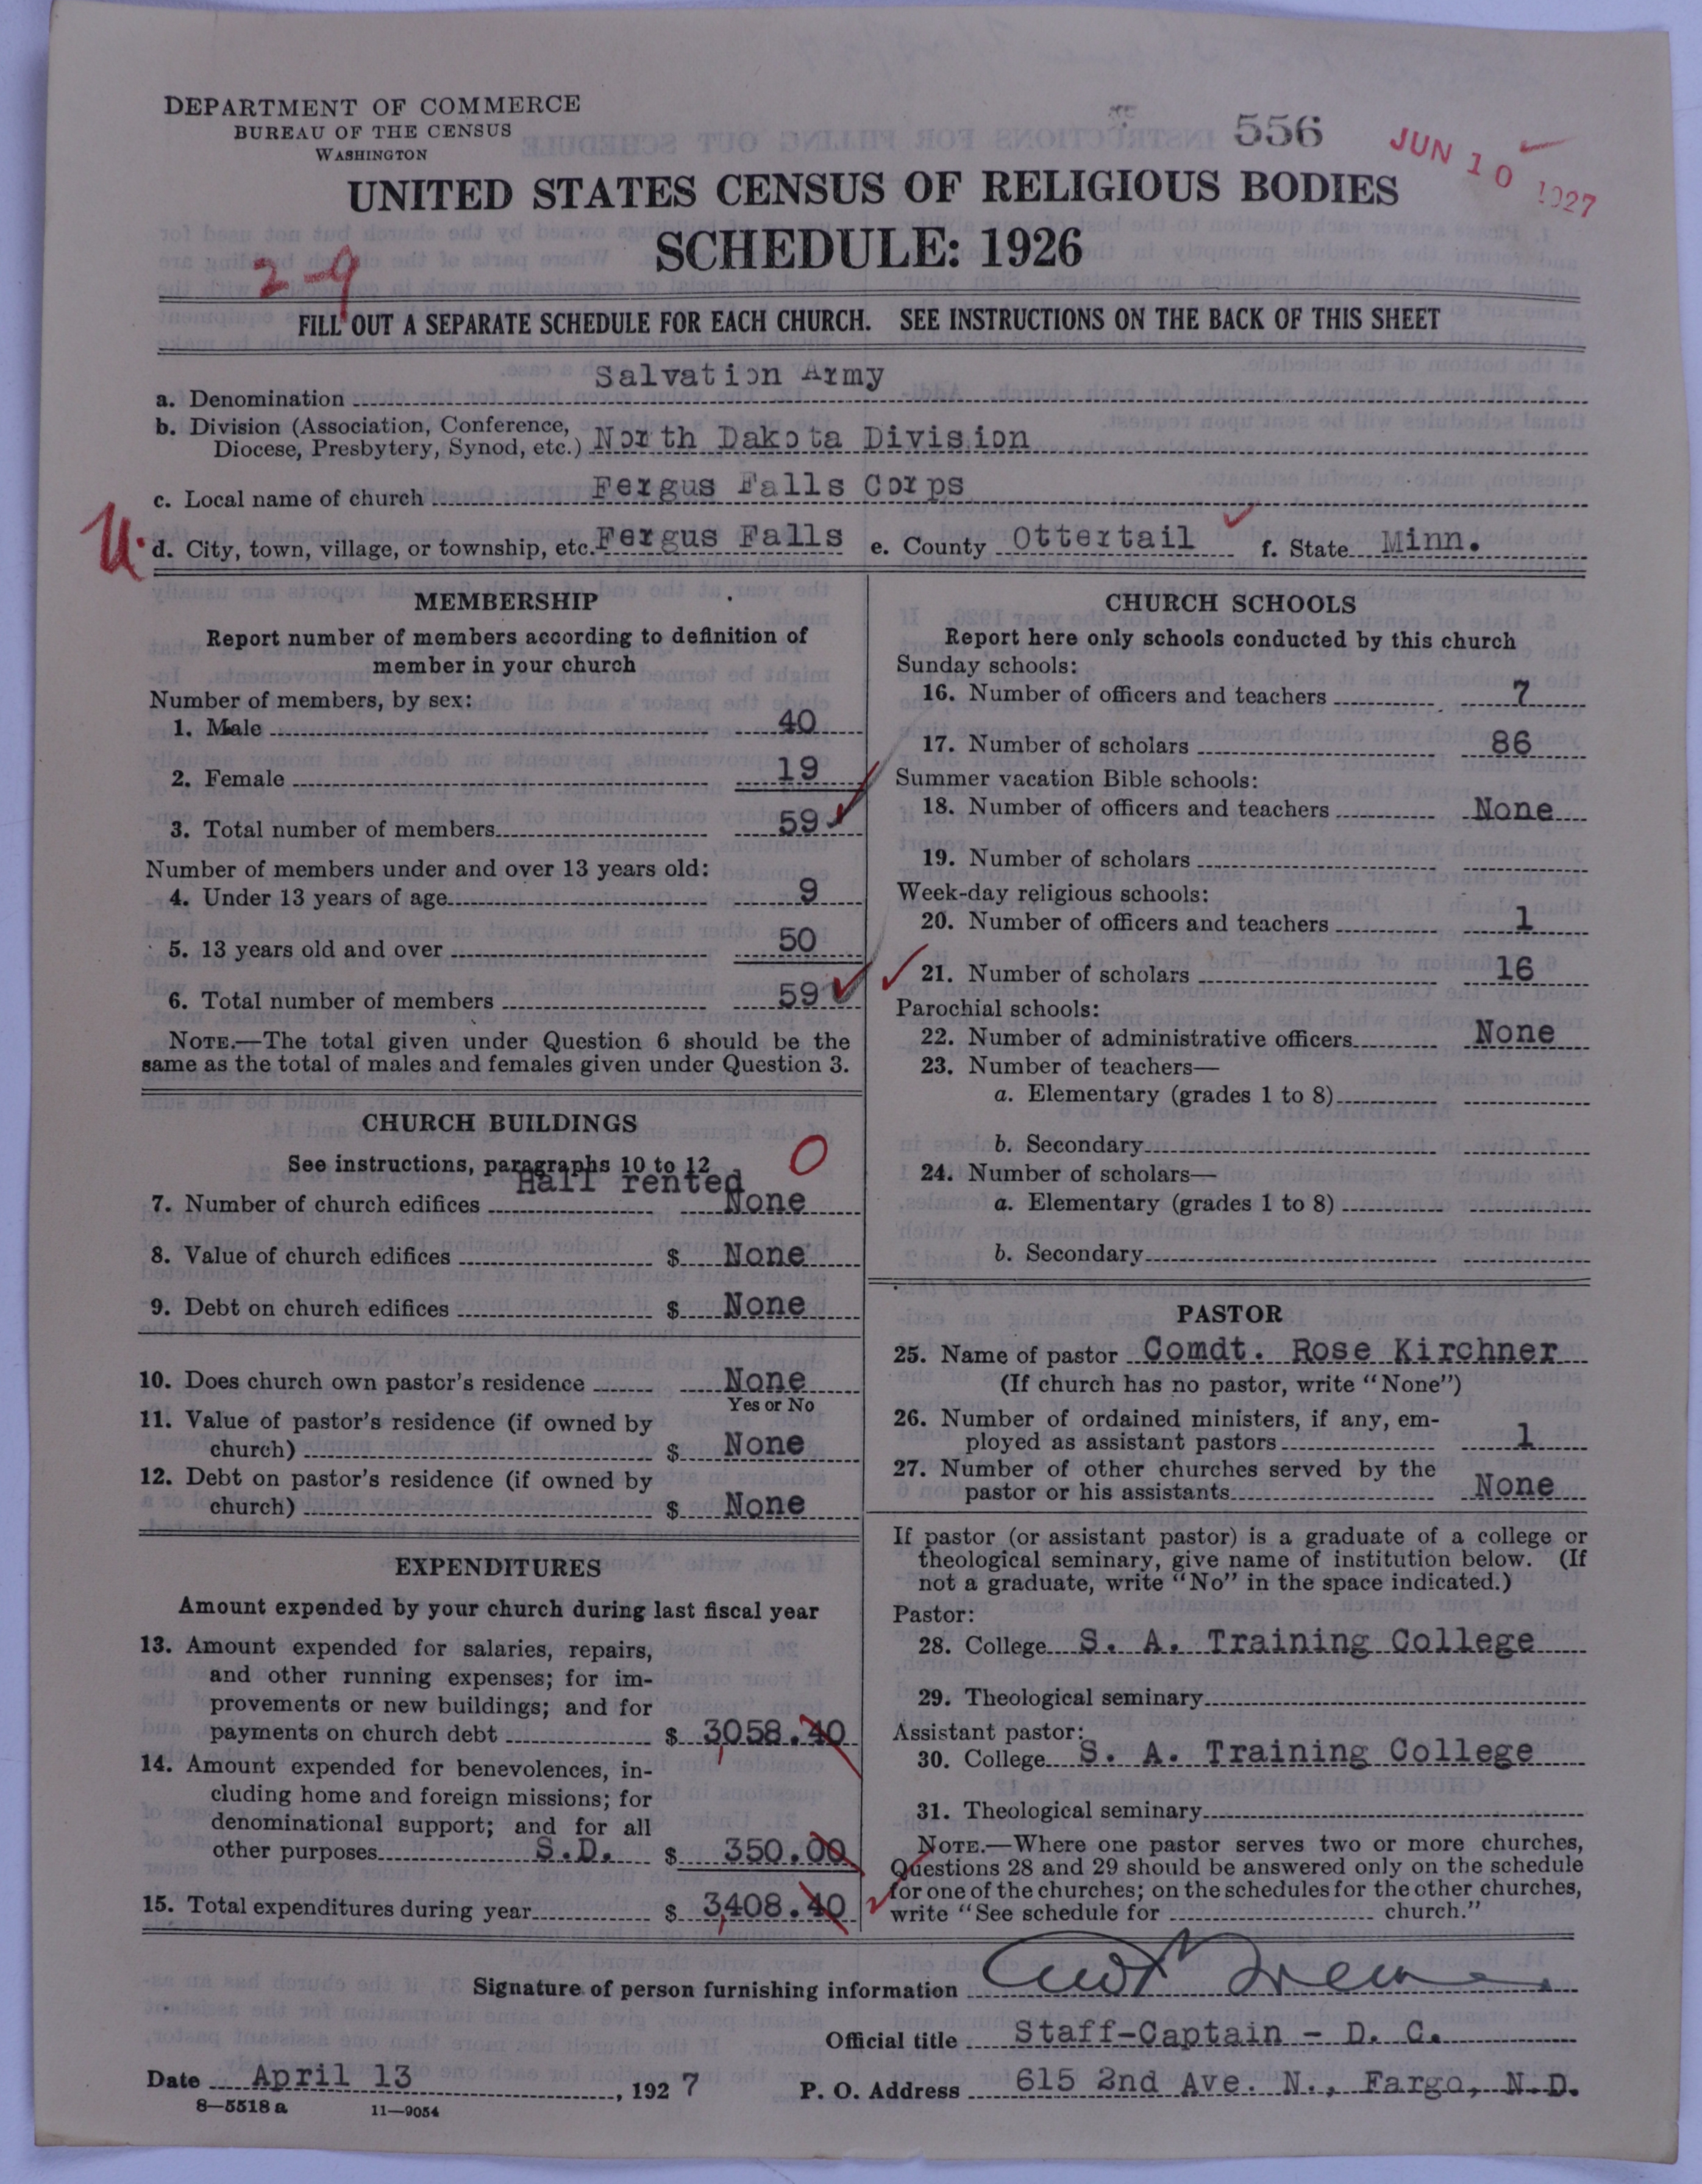 DEPARTMENT OF COMMERCE
BUREAU OF THE CENSUS
WASHINGTON
556
JUN 10 1927
UNITED STATES CENSUS OF RELIGIOUS BODIES
SCHEDULE: 1926
2-9
FILL OUT A SEPARATE SCHEDULE FOR EACH CHURCH. SEE INSTRUCTIONS ON THE BACK OF THIS SHEET
a. Denomination Salvation Army
b. Division (Association, Conference,
Diocese, Presbytery, Synod, etc.) North Dakota Division
c. Local name of church Fergus Falls Corps
U. d. City, town, village, or township, etc. Fergus Falls e. County Ottertail f. State Minn.
MEMBERSHIP
Report number of members according to definition of
member in your church
Number of members, by sex:
1. Male 40
2. Female 19
3. Total number of members 59
Number of members under and over 13 years old:
4. Under 13 years of age 9
5. 13 years old and over 50
6. Total number of members 59
NOTE.—The total given under Question 6 should be the
same as the total of males and females given under Question 3.
CHURCH BUILDINGS
See instructions, paragraphs 10 to 12 0
Hall rented
7. Number of church edifices None
8. Value of church edifices $ None
9. Debt on church edifices $ None
10. Does church own pastor's residence None
Yes or No
11. Value of pastor's residence (if owned by
church) $ None
12. Debt on pastor's residence (if owned by
church) $ None
EXPENDITURES
Amount expended by your church during last fiscal year
13. Amount expended for salaries, repairs,
and other running expenses; for im-
provements or new buildings; and for
payments on church debt $ 3,058.40
14. Amount expended for benevolences, in-
cluding home and foreign missions; for
denominational support; and for all
other purposes S.D. $ 350.00
15. Total expenditures during year $ 3,408.40
CHURCH SCHOOLS
Report here only schools conducted by this church
Sunday schools:
16. Number of officers and teachers 7
17. Number of scholars 86
Summer vacation Bible schools:
18. Number of officers and teachers None
19. Number of scholars
Week-day religious schools:
20. Number of officers and teachers 1
21. Number of scholars 16
Parochial schools:
22. Number of administrative officers None
23. Number of teachers—
a. Elementary (grades 1 to 8)
b. Secondary
24. Number of scholars—
a. Elementary (grades 1 to 8)
b. Secondary
PASTOR
25. Name of pastor Comdt. Rose Kirchner
(If church has no pastor, write "None")
26. Number of ordained ministers, if any, em-
ployed as assistant pastors 1
27. Number of other churches served by the
pastor or his assistants None
If pastor (or assistant pastor) is a graduate of a college or
theological seminary, give name of institution below. (If
not a graduate, write "No" in the space indicated.)
Pastor:
28. College S. A. Training College
29. Theological seminary
Assistant pastor:
30. College S. A. Training College
31. Theological seminary
NOTE.—Where one pastor serves two or more churches,
Questions 28 and 29 should be answered only on the schedule
for one of the churches; on the schedules for the other churches,
write "See schedule for church."
Signature of person furnishing information
Official title Staff-Captain - D. C.
Date April 13, 1927 P. O. Address 615 2nd Ave. N., Fargo, N.D.
8—5518 a 11—9054